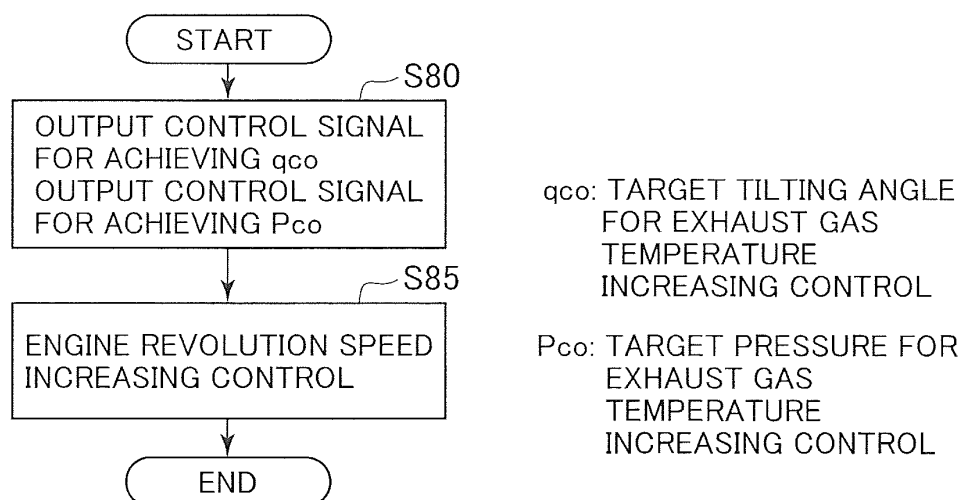 START
S80
OUTPUT CONTROL SIGNAL
FOR ACHIEVING qco
OUTPUT CONTROL SIGNAL
FOR ACHIEVING Pco
S85
ENGINE REVOLUTION SPEED
INCREASING CONTROL
END
qco: TARGET TILTING ANGLE
FOR EXHAUST GAS
TEMPERATURE
INCREASING CONTROL
Pco: TARGET PRESSURE FOR
EXHAUST GAS
TEMPERATURE
INCREASING CONTROL